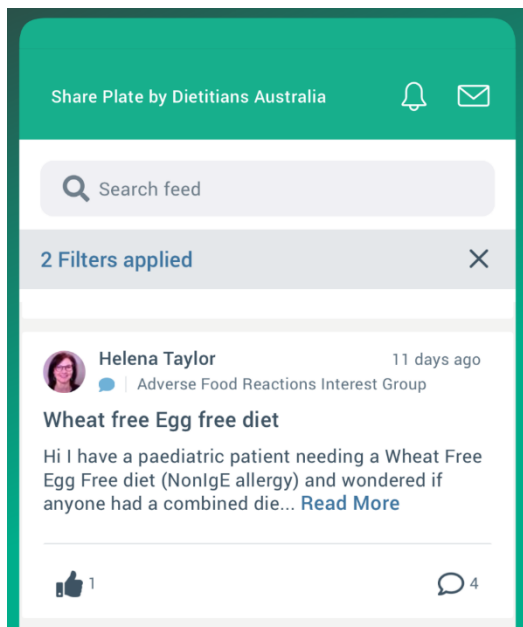 Share Plate by Dietitians Australia
Search feed
2 Filters applied
Helena Taylor
11 days ago
Adverse Food Reactions Interest Group
Wheat free Egg free diet
Hi I have a paediatric patient needing a Wheat Free
Egg Free diet (NonIgE allergy) and wondered if
anyone had a combined die... Read More
1
4